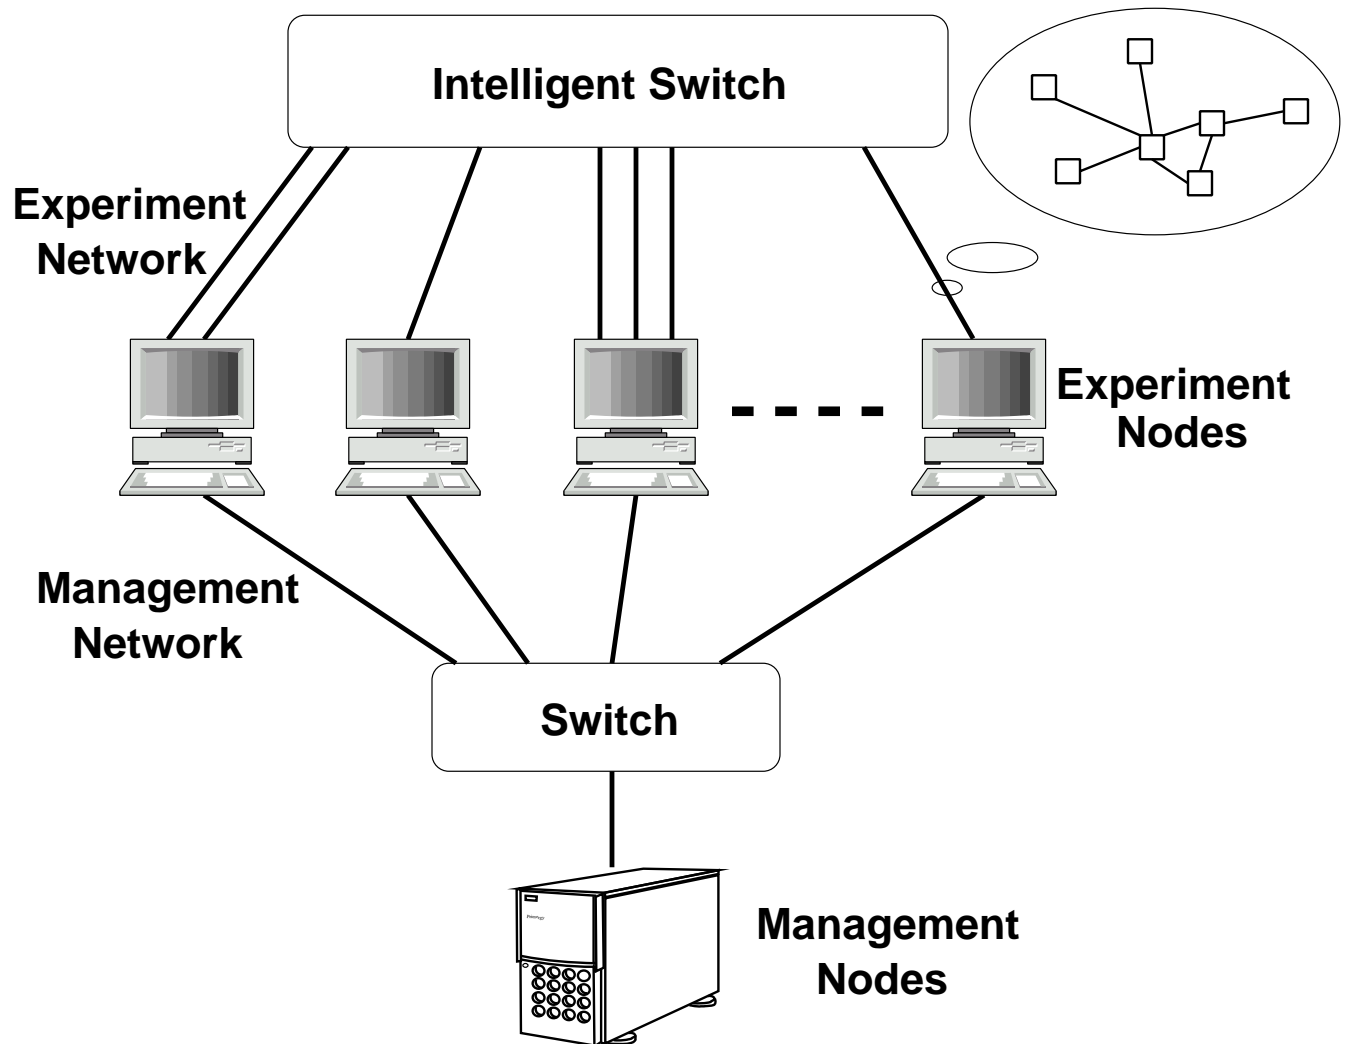 Intelligent Switch
Experiment
Network
Experiment
Nodes
Management
Network
Switch
Management
Nodes